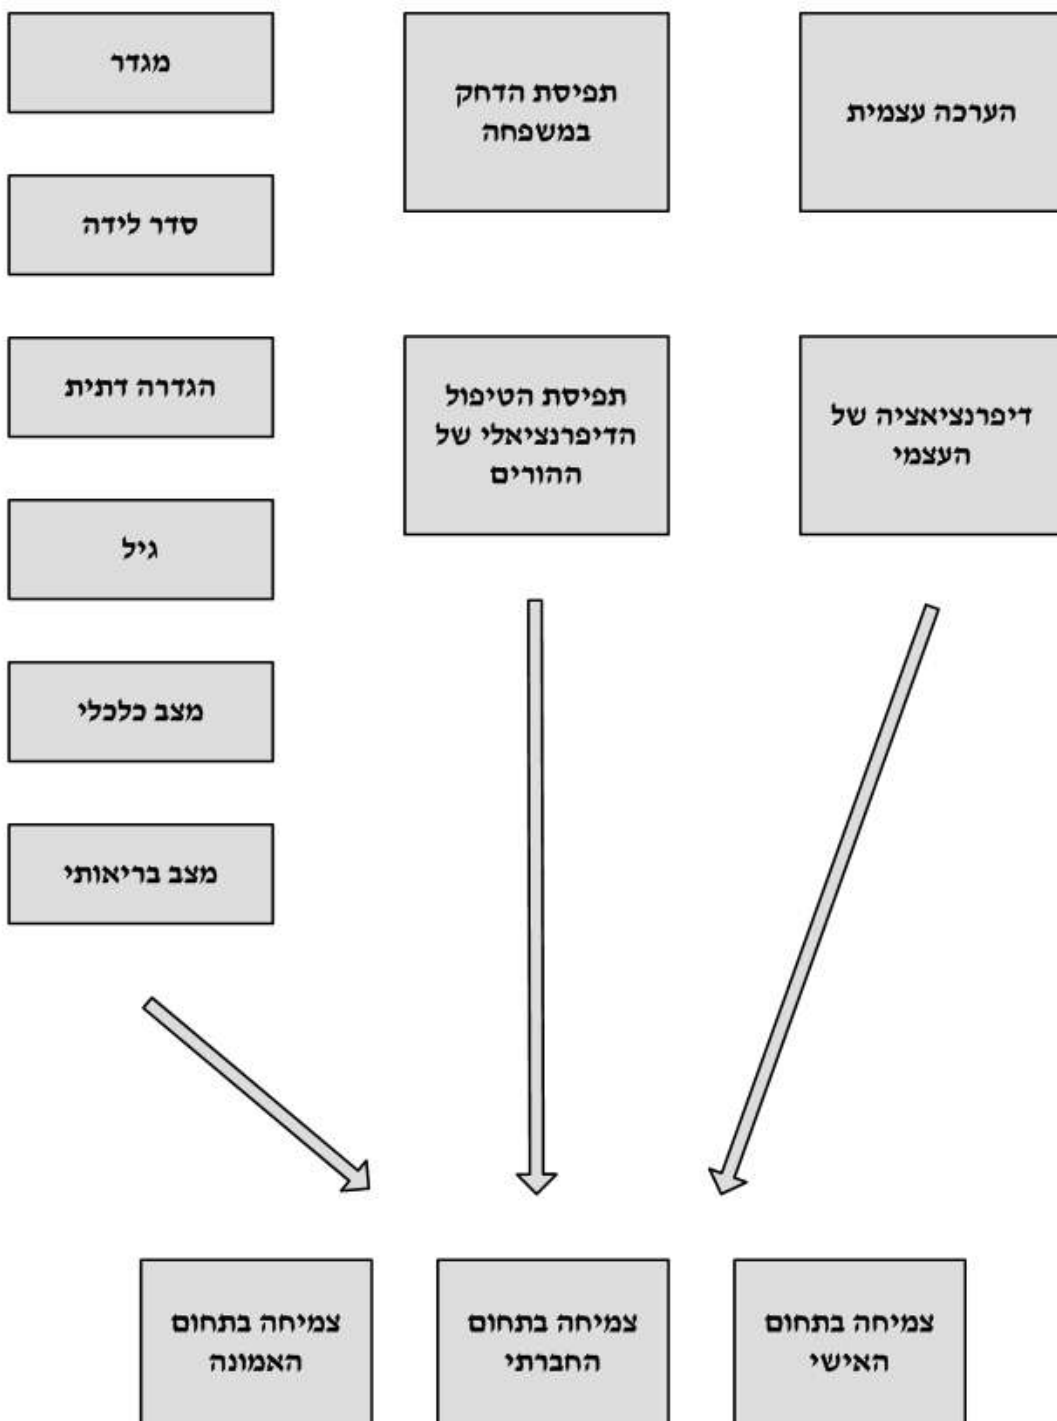 הערכה עצמית
תפיסת הדחק
במשפחה
מגדר
סדר לידה
דיפרנציאציה של
העצמי
תפיסת הטיפול
הדיפרנציאלי של
ההורים
הגדרה דתית
גיל
מצב כלכלי
מצב בריאותי
צמיחה בתחום
האישי
צמיחה בתחום
החברתי
צמיחה בתחום
האמונה